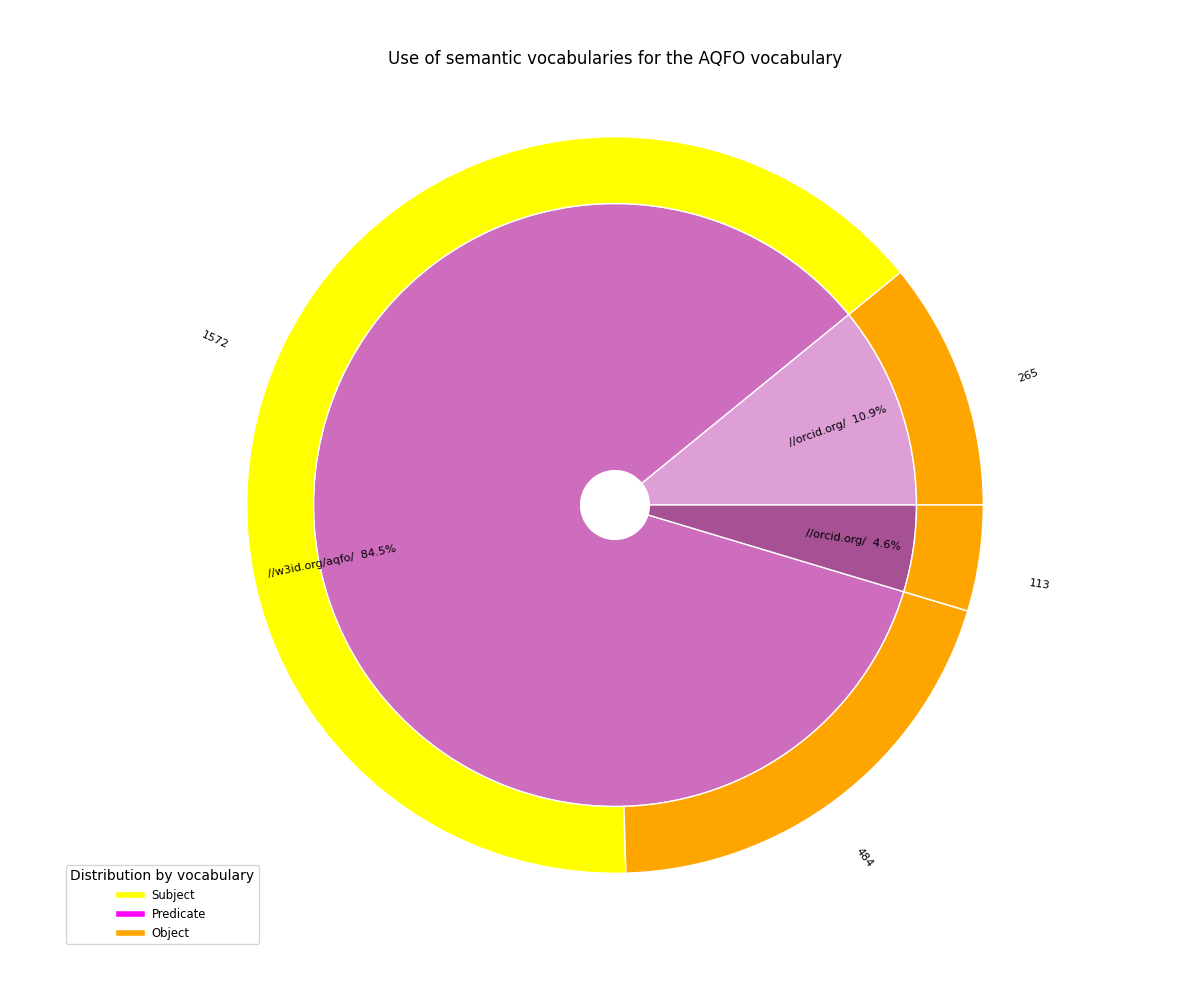 Use of semantic vocabularies for the AQFO vocabulary
1572
265
//orcid.org/ 10.9%
//orcid.org/ 4.6%
//w3id.org/aqfo/ 84.5%
113
484
Distribution by vocabulary
Subject
Predicate
Object